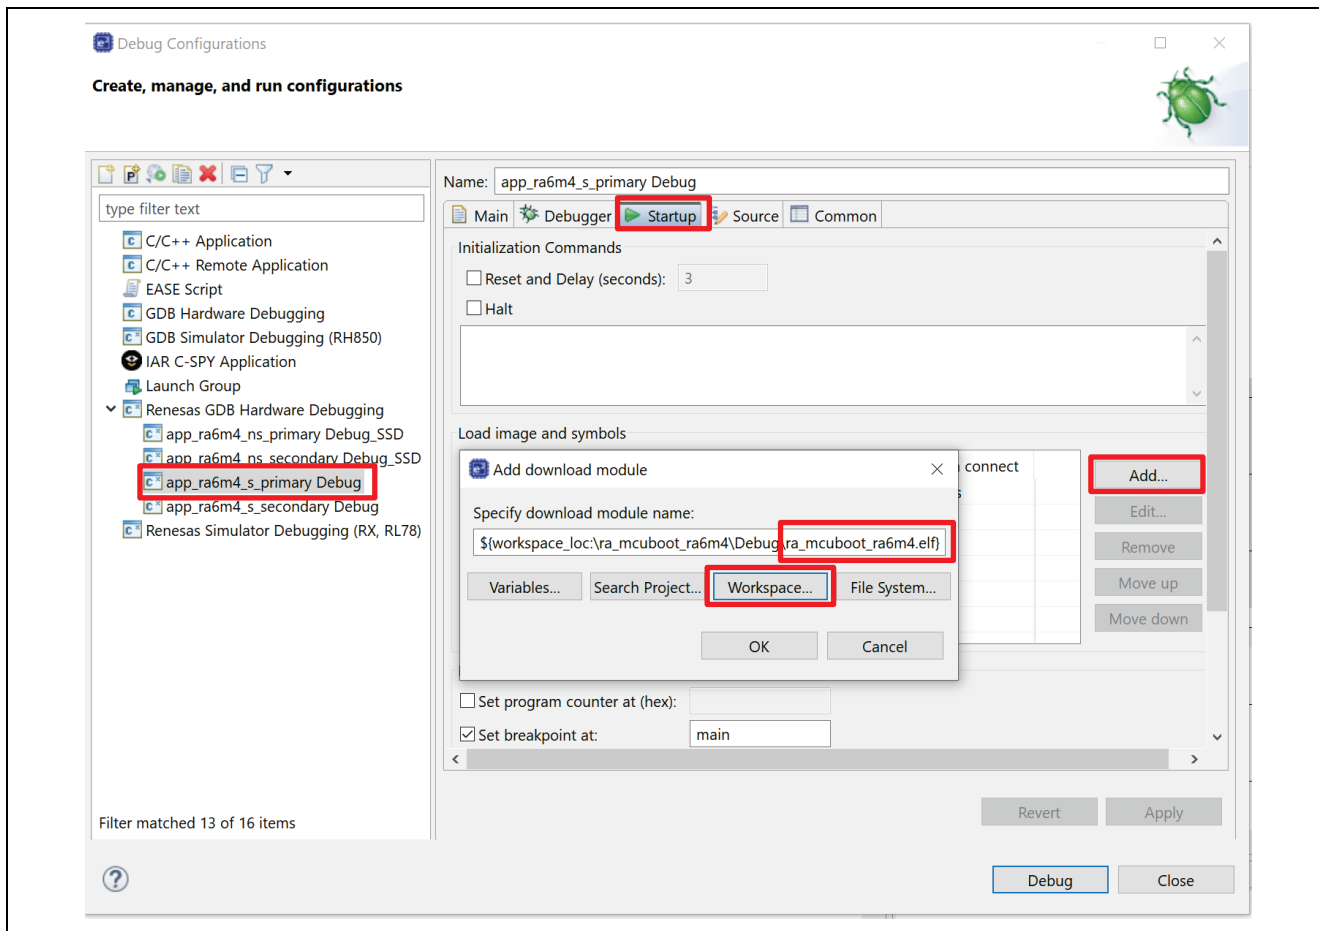 Debug Configurations
Create, manage, and run configurations
type filter text
C/C++ Application
C/C++ Remote Application
EASE Script
GDB Hardware Debugging
GDB Simulator Debugging (RH850)
IAR C-SPY Application
Launch Group
Renesas GDB Hardware Debugging
app_ra6m4_ns_primary Debug_SSD
app_ra6m4_ns_secondary Debug_SSD
app_ra6m4_s_primary Debug
app_ra6m4_s_secondary Debug
Renesas Simulator Debugging (RX, RL78)
Filter matched 13 of 16 items
Name: app_ra6m4_s_primary Debug
Main Debugger Startup Source Common
Initialization Commands
Reset and Delay (seconds): 3
Halt
Load image and symbols
connect
Add...
Edit...
Remove
Move up
Move down
Add download module
Specify download module name:
${workspace_loc:\ra_mcuboot_ra6m4\Debug\ra_mcuboot_ra6m4.elf}
Variables... Search Project... Workspace... File System...
OK Cancel
Set program counter at (hex):
Set breakpoint at: main
Revert Apply
Debug Close